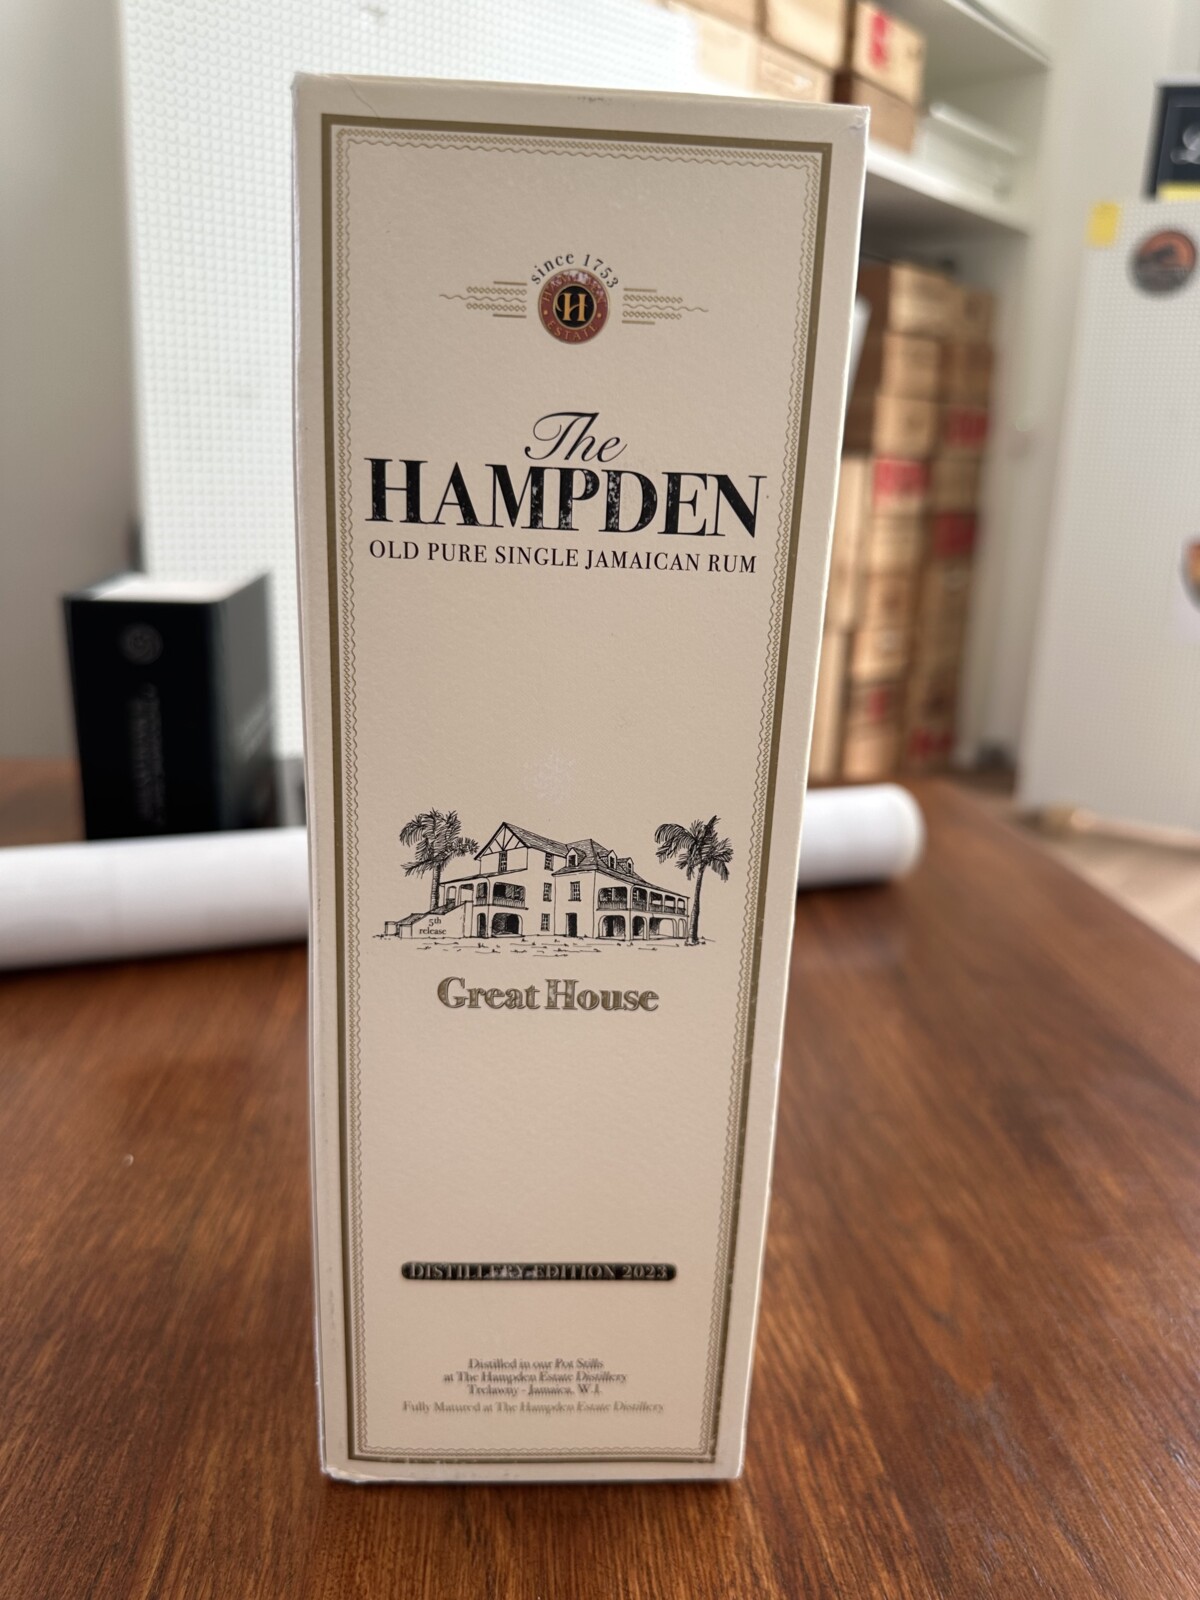 since 1753
H
ESTATE
The
HAMPDEN
OLD PURE SINGLE JAMAICAN RUM
5th
release
Great House
DISTILLERY EDITION 2023
Distilled in our Pot Stills
at The Hampden Estate Distillery
Trelawny - Jamaica, W.I.
Fully Matured at The Hampden Estate Distillery